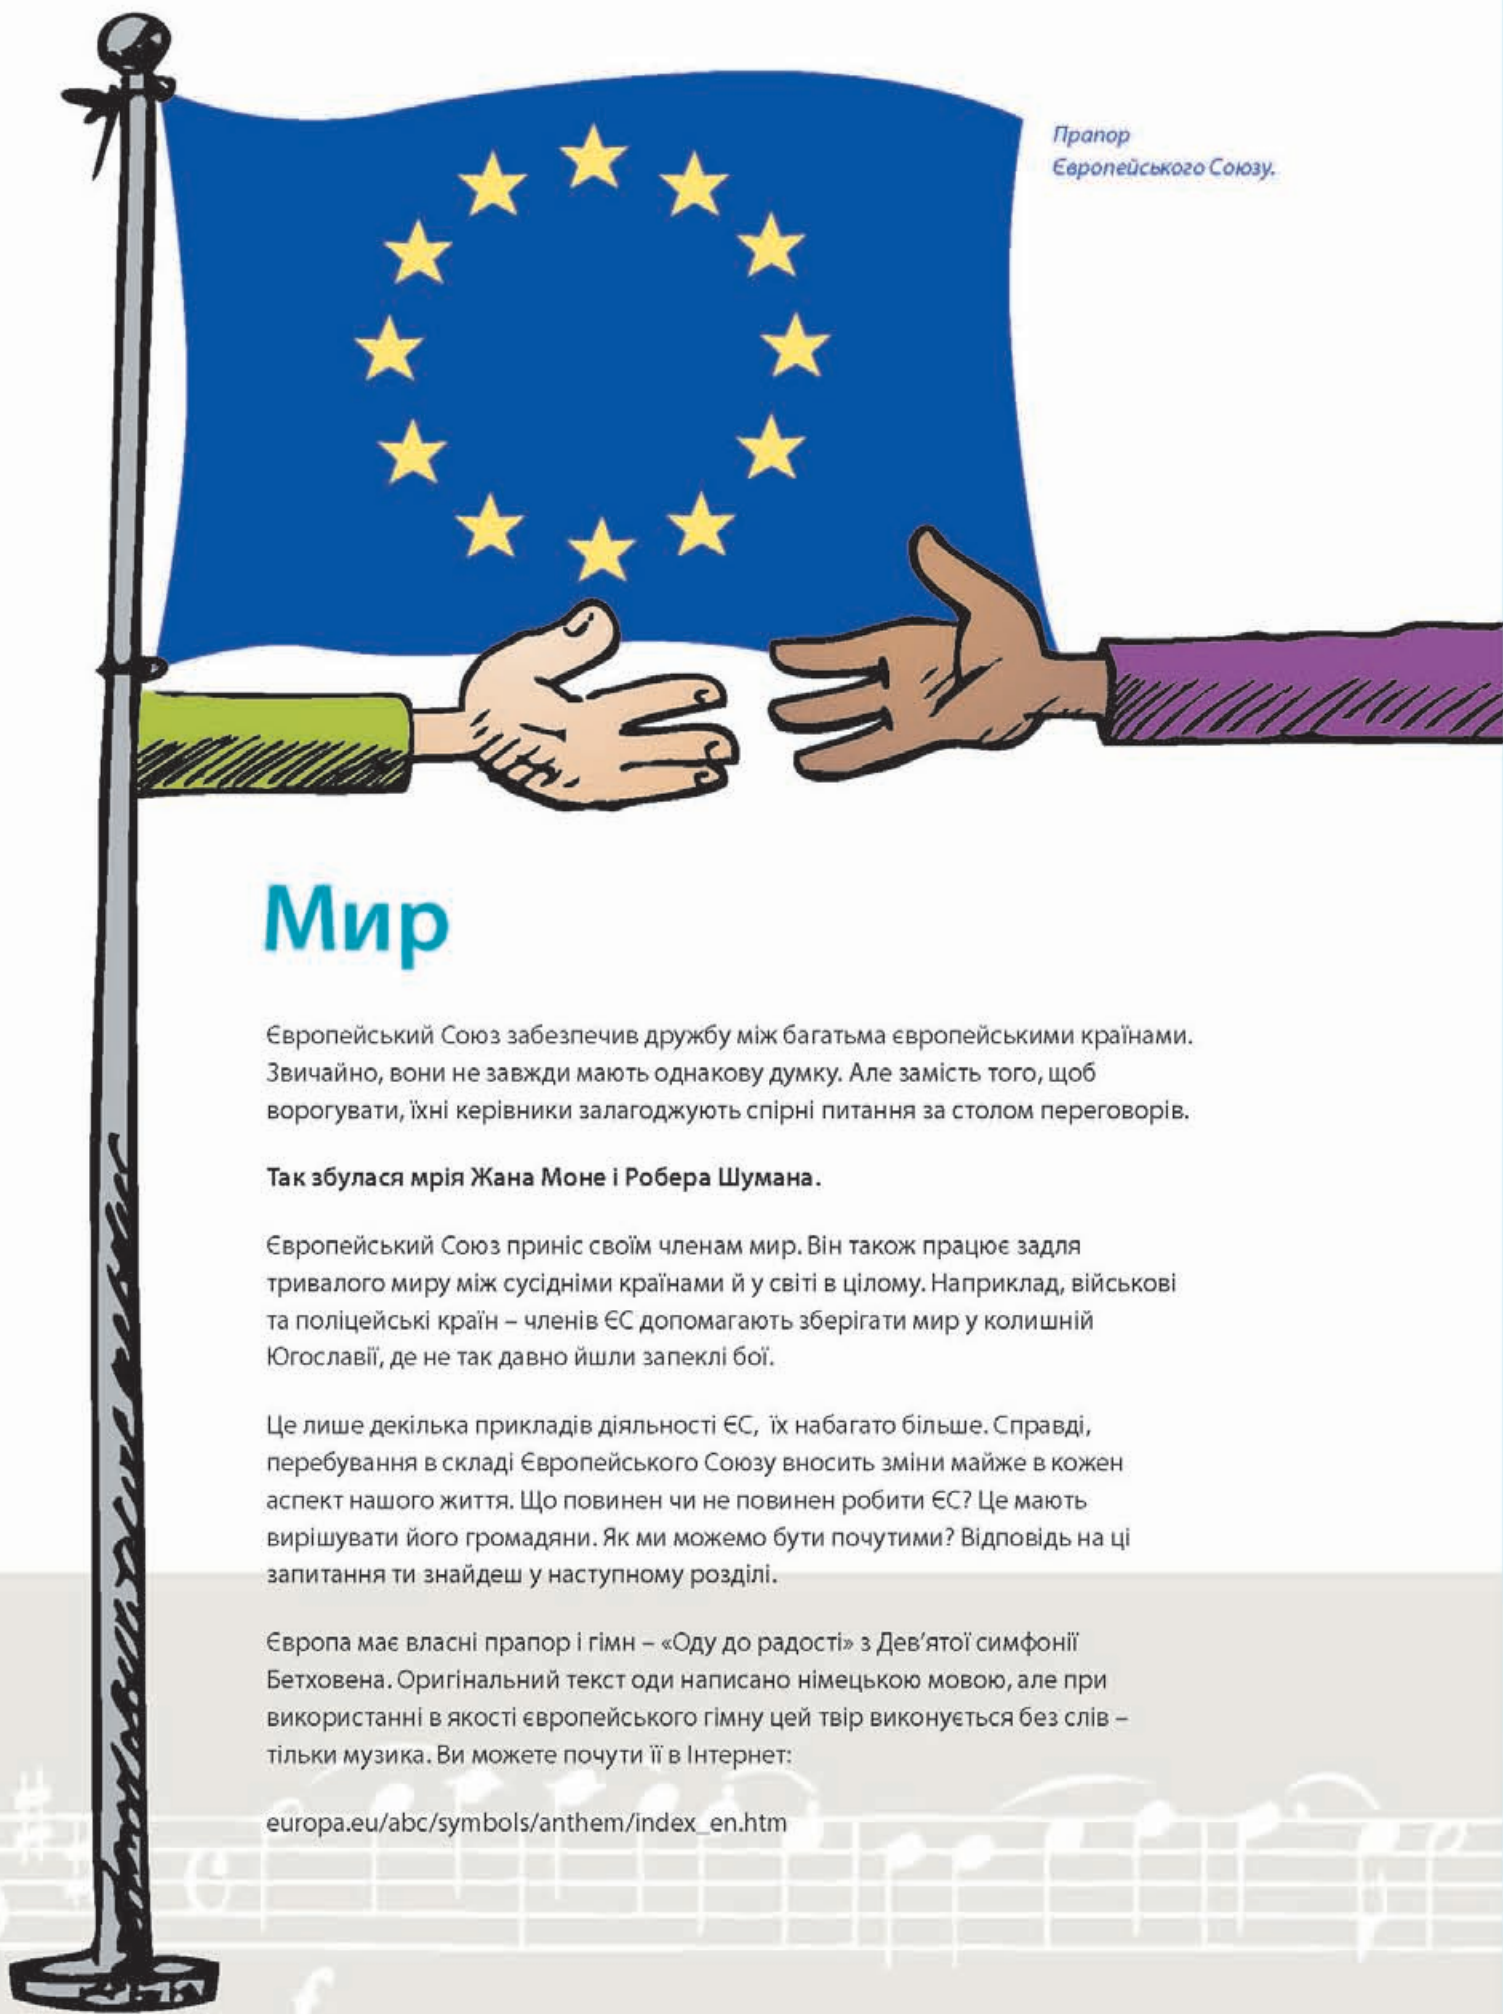 Прапор
Європейського Союзу.
Мир
Європейський Союз забезпечив дружбу між багатьма європейськими країнами.
Звичайно, вони не завжди мають однакову думку. Але замість того, щоб
ворогувати, їхні керівники залагоджують спірні питання за столом переговорів.
Так збулася мрія Жана Моне і Робера Шумана.
Європейський Союз приніс своїм членам мир. Він також працює задля
тривалого миру між сусідніми країнами й у світі в цілому. Наприклад, військові
та поліцейські країн – членів ЄС допомагають зберігати мир у колишній
Югославії, де не так давно йшли запеклі бої.
Це лише декілька прикладів діяльності ЄС, їх набагато більше. Справді,
перебування в складі Європейського Союзу вносить зміни майже в кожен
аспект нашого життя. Що повинен чи не повинен робити ЄС? Це мають
вирішувати його громадяни. Як ми можемо бути почутими? Відповідь на ці
запитання ти знайдеш у наступному розділі.
Європа має власні прапор і гімн – «Оду до радості» з Дев’ятої симфонії
Бетховена. Оригінальний текст оди написано німецькою мовою, але при
використанні в якості європейського гімну цей твір виконується без слів –
тільки музика. Ви можете почути її в Інтернет:
europa.eu/abc/symbols/anthem/index_en.htm